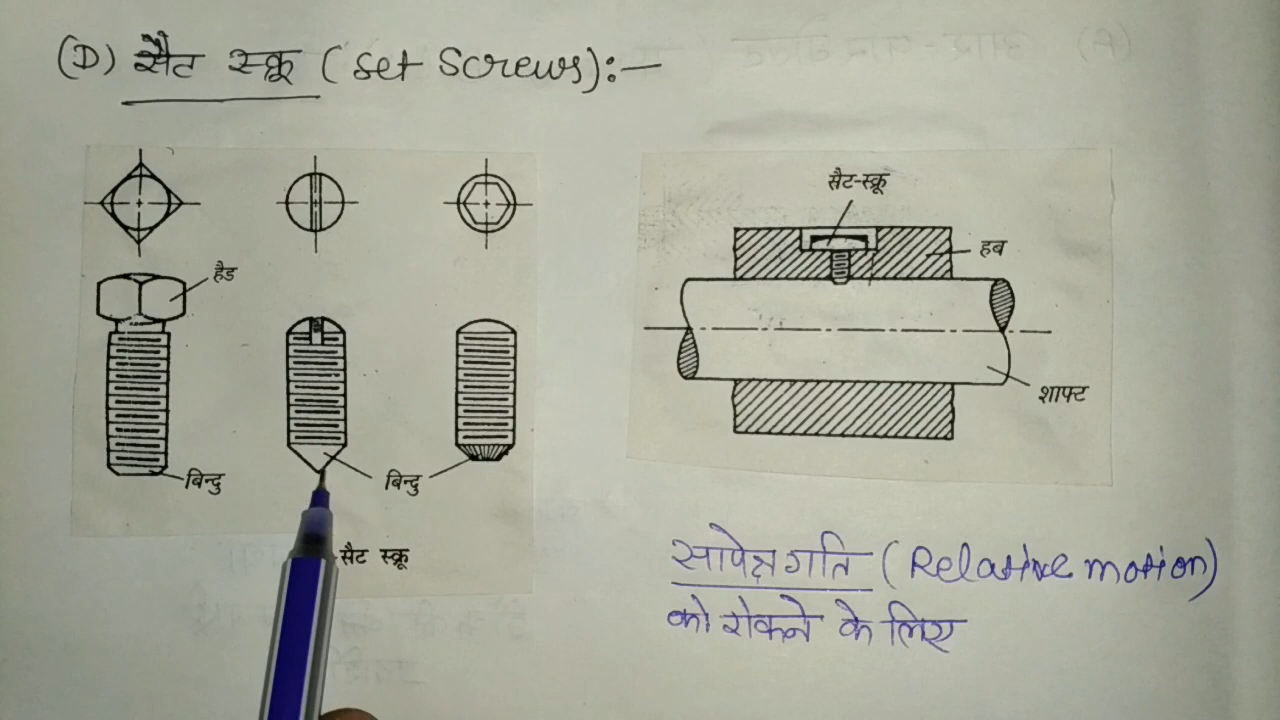 (D) सैट स्क्रू (Set Screws):—
हैड
बिन्दु
बिन्दु
सैट स्क्रू
सैट-स्क्रू
हब
शाफ्ट
सापेक्षगति (Relative motion)
को रोकने के लिए